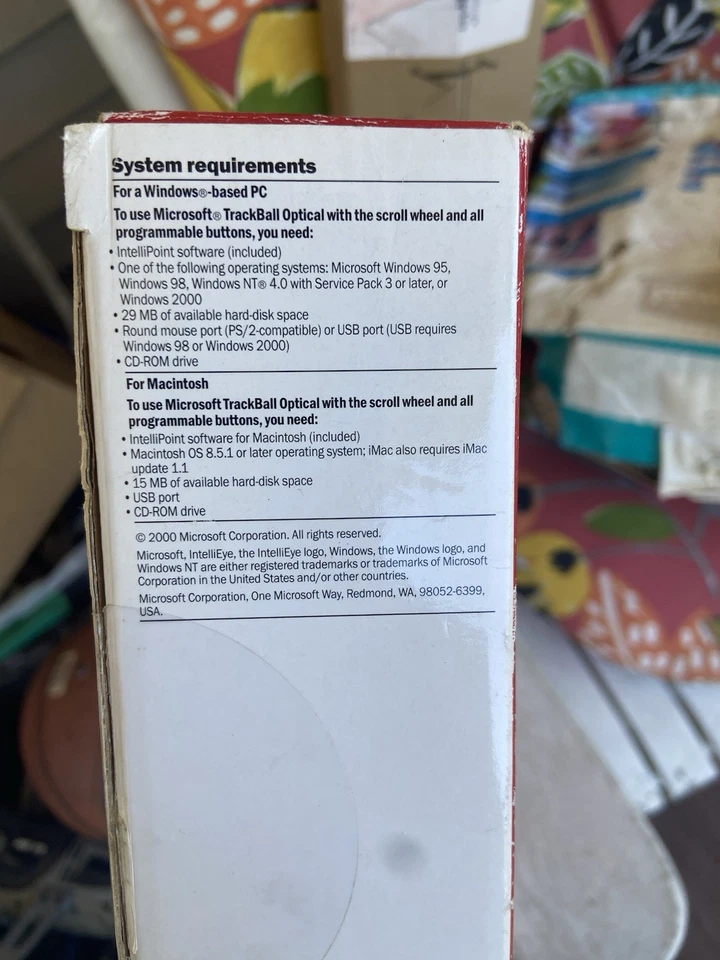 System requirements
For a Windows®-based PC
To use Microsoft® TrackBall Optical with the scroll wheel and all
programmable buttons, you need:
• IntelliPoint software (included)
• One of the following operating systems: Microsoft Windows 95,
Windows 98, Windows NT® 4.0 with Service Pack 3 or later, or
Windows 2000
• 29 MB of available hard-disk space
• Round mouse port (PS/2-compatible) or USB port (USB requires
Windows 98 or Windows 2000)
• CD-ROM drive
For Macintosh
To use Microsoft TrackBall Optical with the scroll wheel and all
programmable buttons, you need:
• IntelliPoint software for Macintosh (included)
• Macintosh OS 8.5.1 or later operating system; iMac also requires iMac
update 1.1
• 15 MB of available hard-disk space
• USB port
• CD-ROM drive
© 2000 Microsoft Corporation. All rights reserved.
Microsoft, IntelliEye, the IntelliEye logo, Windows, the Windows logo, and
Windows NT are either registered trademarks or trademarks of Microsoft
Corporation in the United States and/or other countries.
Microsoft Corporation, One Microsoft Way, Redmond, WA, 98052-6399,
USA.